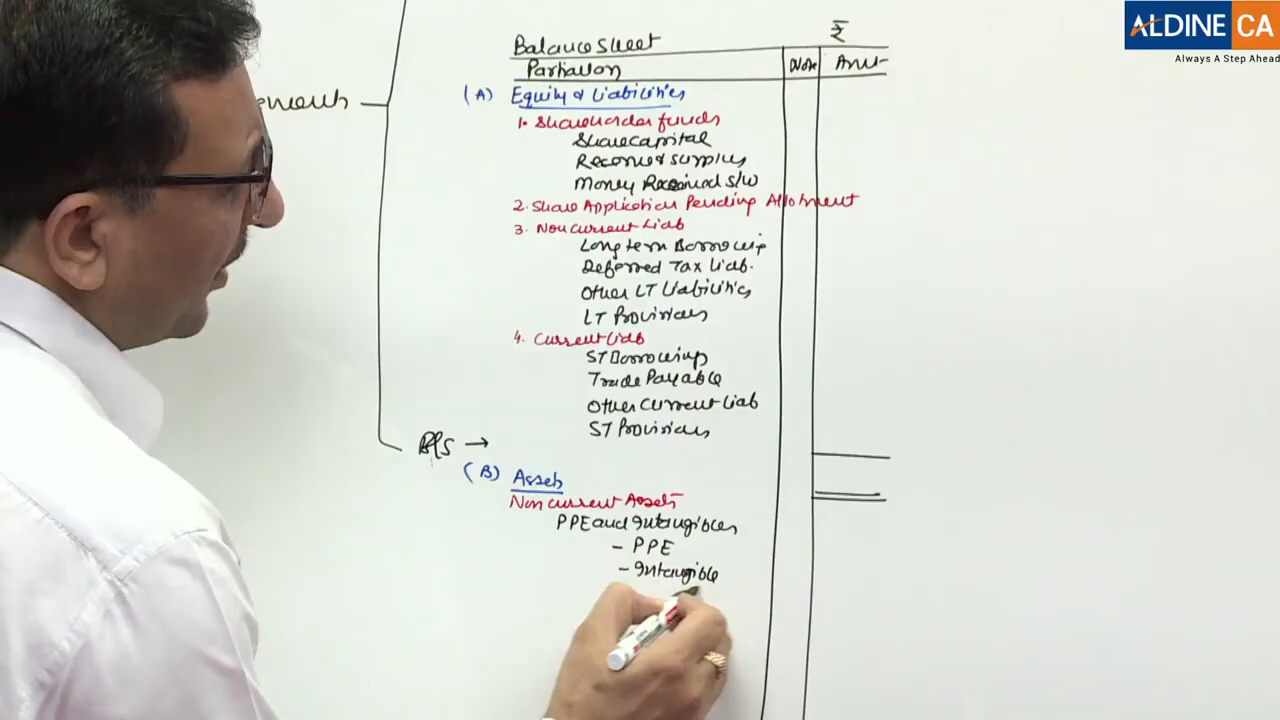 ALDINE CA
Always A Step Ahead
₹
Balance Sheet
Particulars Note Amt
(A) Equity & Liabilities
1. Shareholder funds
Share capital
Reserve & Surplus
Money Received S/W
2. Share Application Pending Allotment
3. Non current Liab
Long term Borrowing
Deferred Tax Liab.
Other LT Liabilities
LT Provisions
4. Current Liab
ST Borrowings
Trade Payable
Other Current Liab
ST Provisions
B/S →
(B) Assets
Non current Assets
PPE and Intangibles
- PPE
- Intangible